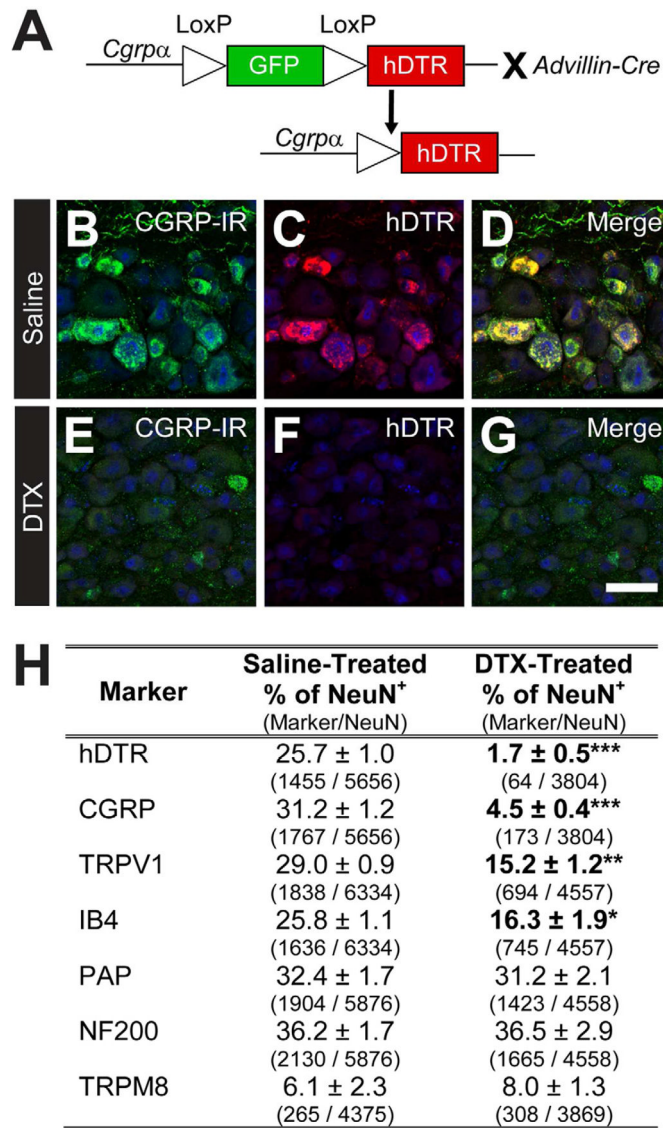 A
LoxP LoxP
Cgrpα GFP hDTR X Advillin-Cre
Cgrpα hDTR
Saline
B CGRP-IR C hDTR D Merge
DTX
E CGRP-IR F hDTR G Merge
H
Marker Saline-Treated DTX-Treated
% of NeuN⁺ % of NeuN⁺
(Marker/NeuN) (Marker/NeuN)
hDTR 25.7 ± 1.0 1.7 ± 0.5***
(1455 / 5656) (64 / 3804)
CGRP 31.2 ± 1.2 4.5 ± 0.4***
(1767 / 5656) (173 / 3804)
TRPV1 29.0 ± 0.9 15.2 ± 1.2**
(1838 / 6334) (694 / 4557)
IB4 25.8 ± 1.1 16.3 ± 1.9*
(1636 / 6334) (745 / 4557)
PAP 32.4 ± 1.7 31.2 ± 2.1
(1904 / 5876) (1423 / 4558)
NF200 36.2 ± 1.7 36.5 ± 2.9
(2130 / 5876) (1665 / 4558)
TRPM8 6.1 ± 2.3 8.0 ± 1.3
(265 / 4375) (308 / 3869)